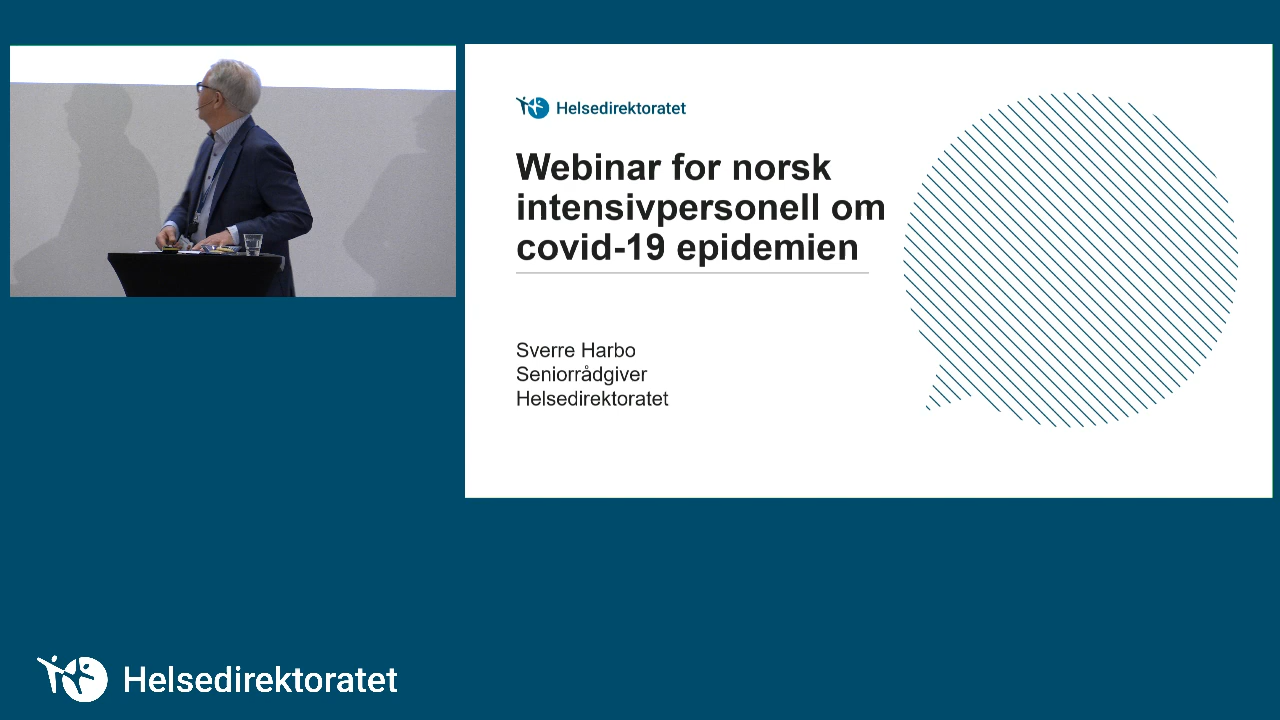 Helsedirektoratet
Webinar for norsk
intensivpersonell om
covid-19 epidemien
Sverre Harbo
Seniorrådgiver
Helsedirektoratet
Helsedirektoratet